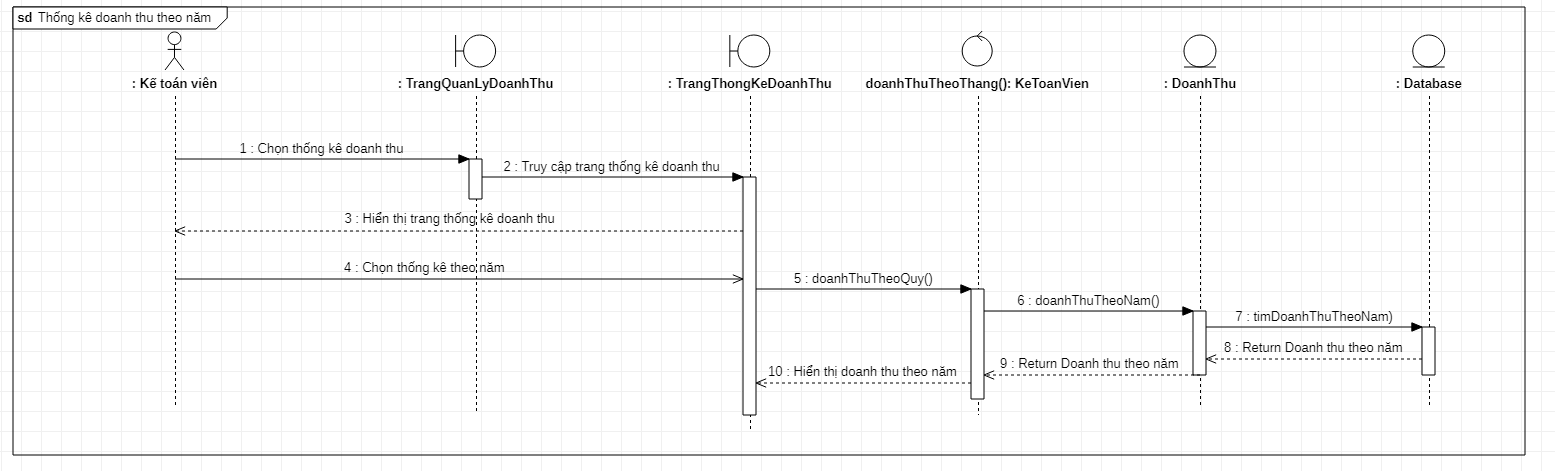 sd Thống kê doanh thu theo năm
: Kế toán viên
: TrangQuanLyDoanhThu
: TrangThongKeDoanhThu
doanhThuTheoThang(): KeToanVien
: DoanhThu
: Database
1 : Chọn thống kê doanh thu
2 : Truy cập trang thống kê doanh thu
3 : Hiển thị trang thống kê doanh thu
4 : Chọn thống kê theo năm
5 : doanhThuTheoQuy()
6 : doanhThuTheoNam()
7 : timDoanhThuTheoNam)
8 : Return Doanh thu theo năm
9 : Return Doanh thu theo năm
10 : Hiển thị doanh thu theo năm